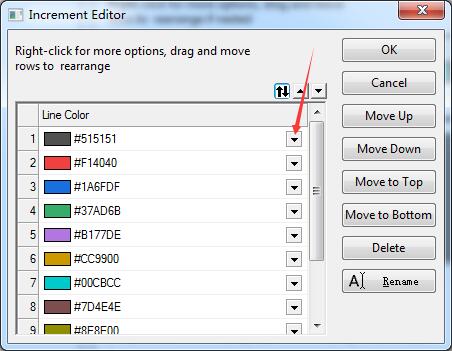 Increment Editor
Right-click for more options, drag and move
rows to  rearrange
OK
Cancel
Move Up
Move Down
Move to Top
Move to Bottom
Delete
Rename
Line Color
1 #515151
2 #F14040
3 #1A6FDF
4 #37AD6B
5 #B177DE
6 #CC9900
7 #00CBCC
8 #7D4E4E
9 #8E8E00